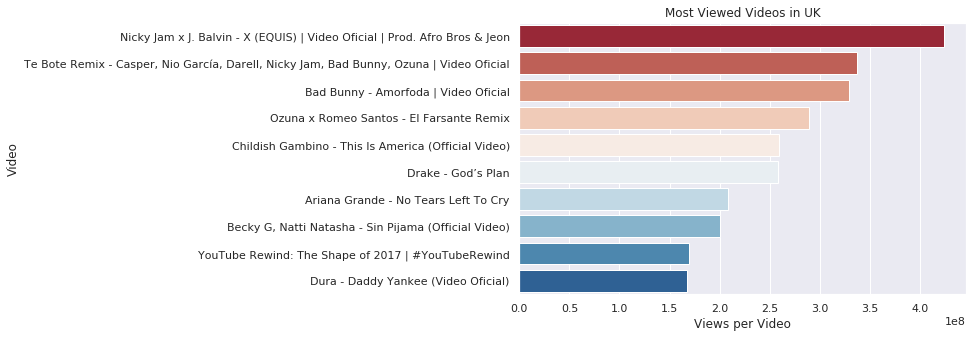 Most Viewed Videos in UK
Nicky Jam x J. Balvin - X (EQUIS) | Video Oficial | Prod. Afro Bros & Jeon
Te Bote Remix - Casper, Nio García, Darell, Nicky Jam, Bad Bunny, Ozuna | Video Oficial
Bad Bunny - Amorfoda | Video Oficial
Ozuna x Romeo Santos - El Farsante Remix
Childish Gambino - This Is America (Official Video)
Drake - God’s Plan
Ariana Grande - No Tears Left To Cry
Becky G, Natti Natasha - Sin Pijama (Official Video)
YouTube Rewind: The Shape of 2017 | #YouTubeRewind
Dura - Daddy Yankee (Video Oficial)
Video
0.0 0.5 1.0 1.5 2.0 2.5 3.0 3.5 4.0
1e8
Views per Video